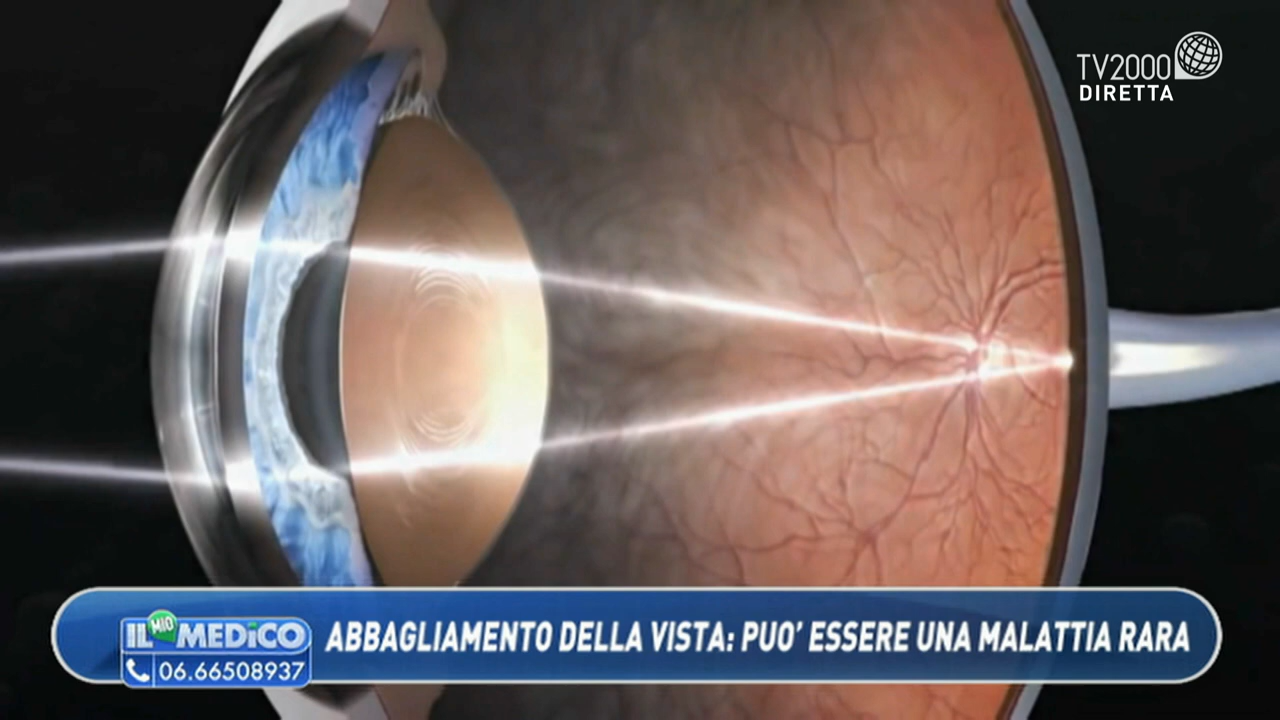 TV2000
DIRETTA
IL MIO MEDICO
ABBAGLIAMENTO DELLA VISTA: PUO' ESSERE UNA MALATTIA RARA
06.66508937